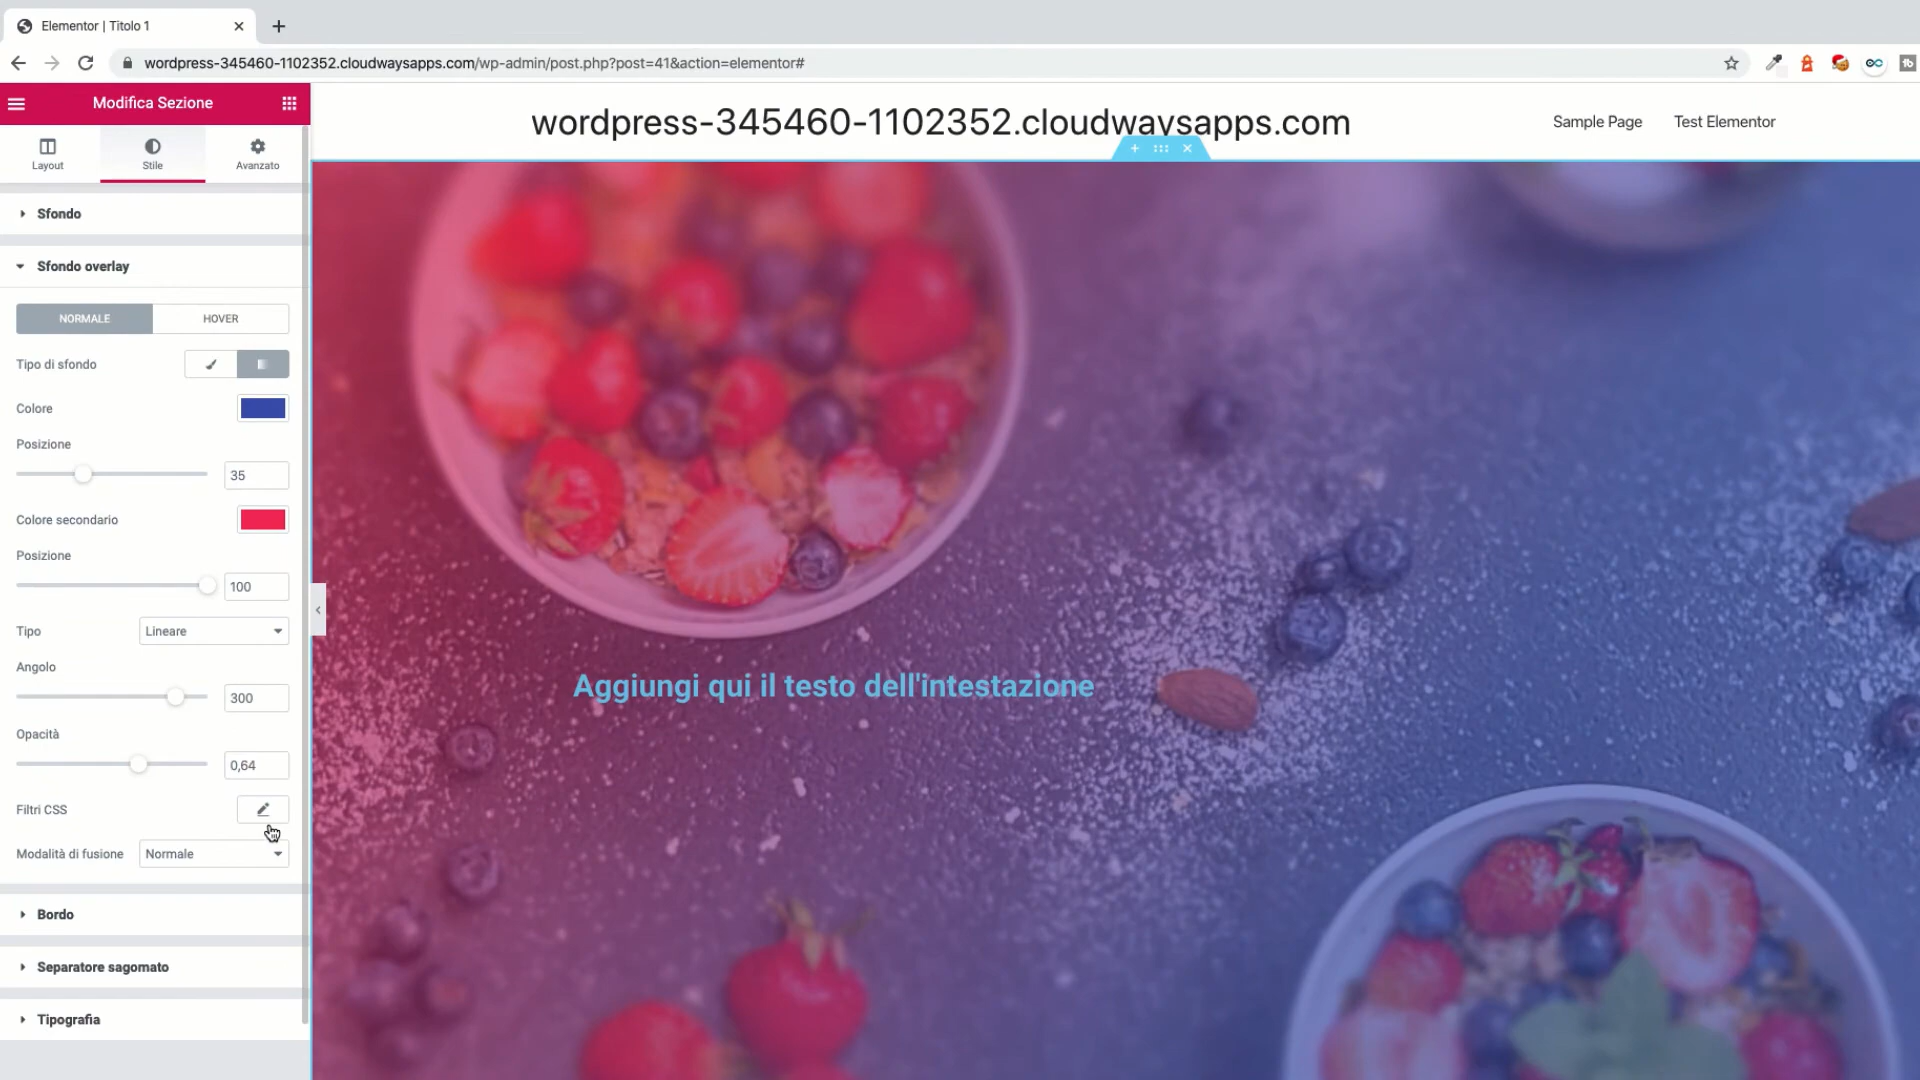 Elementor | Titolo 1
wordpress-345460-1102352.cloudwaysapps.com/wp-admin/post.php?post=41&action=elementor#
Modifica Sezione
Layout
Stile
Avanzato
wordpress-345460-1102352.cloudwaysapps.com
Sample Page
Test Elementor
Sfondo
Sfondo overlay
NORMALE
HOVER
Tipo di sfondo
Colore
Posizione
35
Colore secondario
Posizione
100
Tipo
Lineare
Angolo
300
Opacità
0,64
Filtri CSS
Modalità di fusione
Normale
Bordo
Separatore sagomato
Tipografia
Aggiungi qui il testo dell'intestazione